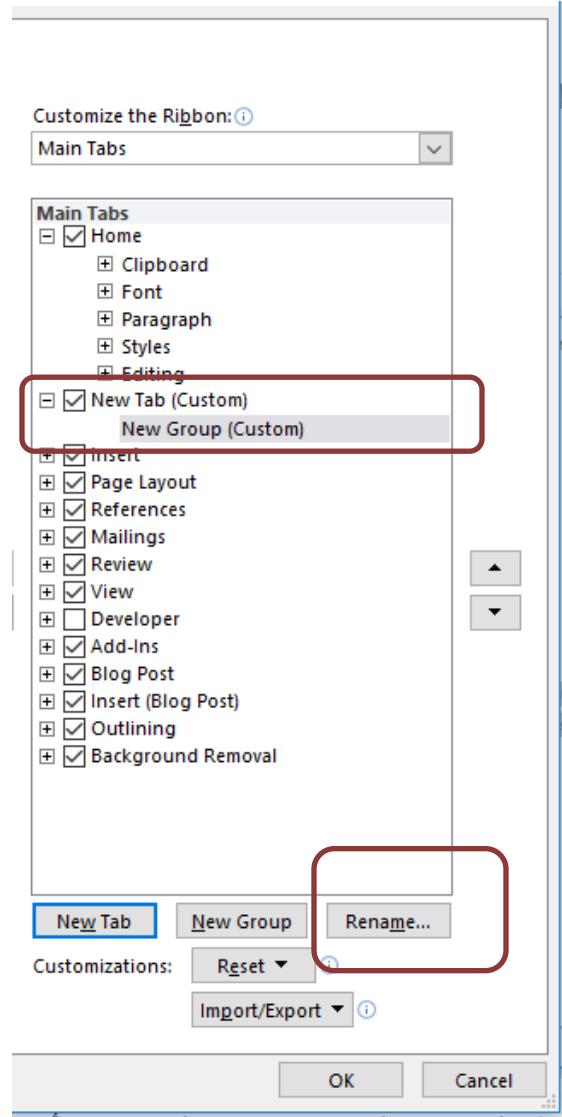 Customize the Ribbon:
Main Tabs
Main Tabs
Home
Clipboard
Font
Paragraph
Styles
Editing
New Tab (Custom)
New Group (Custom)
Insert
Page Layout
References
Mailings
Review
View
Developer
Add-Ins
Blog Post
Insert (Blog Post)
Outlining
Background Removal
New Tab New Group Rename...
Customizations: Reset
Import/Export
OK Cancel